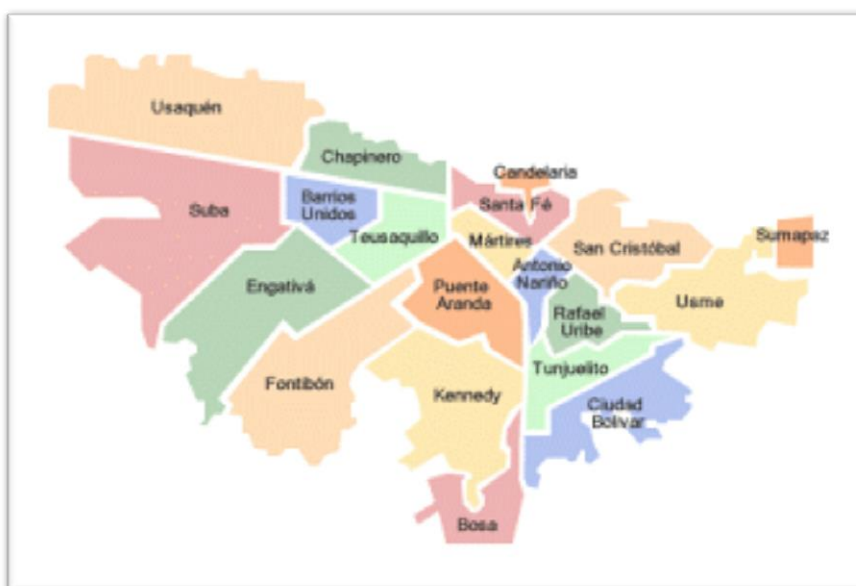 Usaquén
Chapinero
Candelaria
Suba
Barrios
Unidos
Santa Fé
Teusaquillo
Mártires
San Cristóbal
Sumapaz
Antonio
Nariño
Engativá
Puente
Aranda
Usme
Rafael
Uribe
Tunjuelito
Fontibón
Kennedy
Ciudad
Bolivar
Bosa